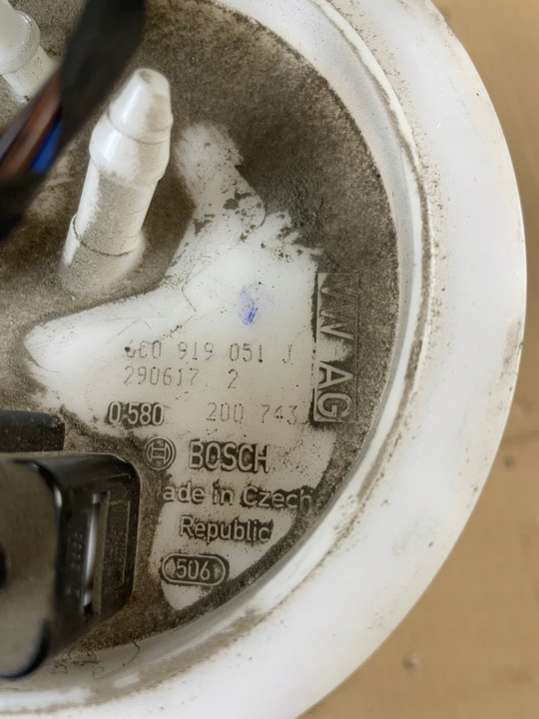 6C0 919 051 J
290617 2
0 580 200 743
BOSCH
ade in Czech
Republic
506
VW AG